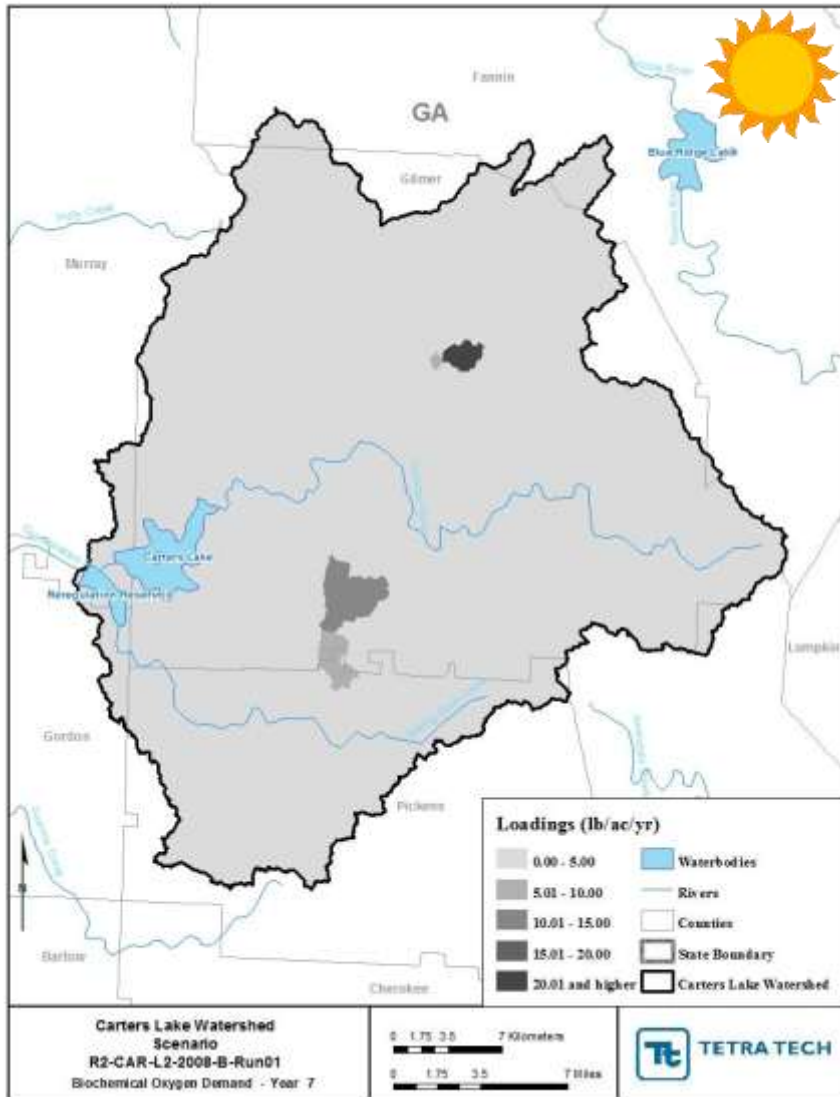 Fannin
GA
Blue Ridge Lake
Gilmer
Murray
Carters Lake
Reregulation Reservoir
Lumpkin
Gordon
Pickens
Bartow
Cherokee
N
Loadings (lb/ac/yr)
0.00 - 5.00 Waterbodies
5.01 - 10.00 Rivers
10.01 - 15.00 Counties
15.01 - 20.00 State Boundary
20.01 and higher Carters Lake Watershed
Carters Lake Watershed
Scenario
R2-CAR-L2-2008-B-Run01
Biochemical Oxygen Demand - Year 7
0 1.75 3.5 7 Kilometers
0 1.75 3.5 7 Miles
Tt TETRA TECH